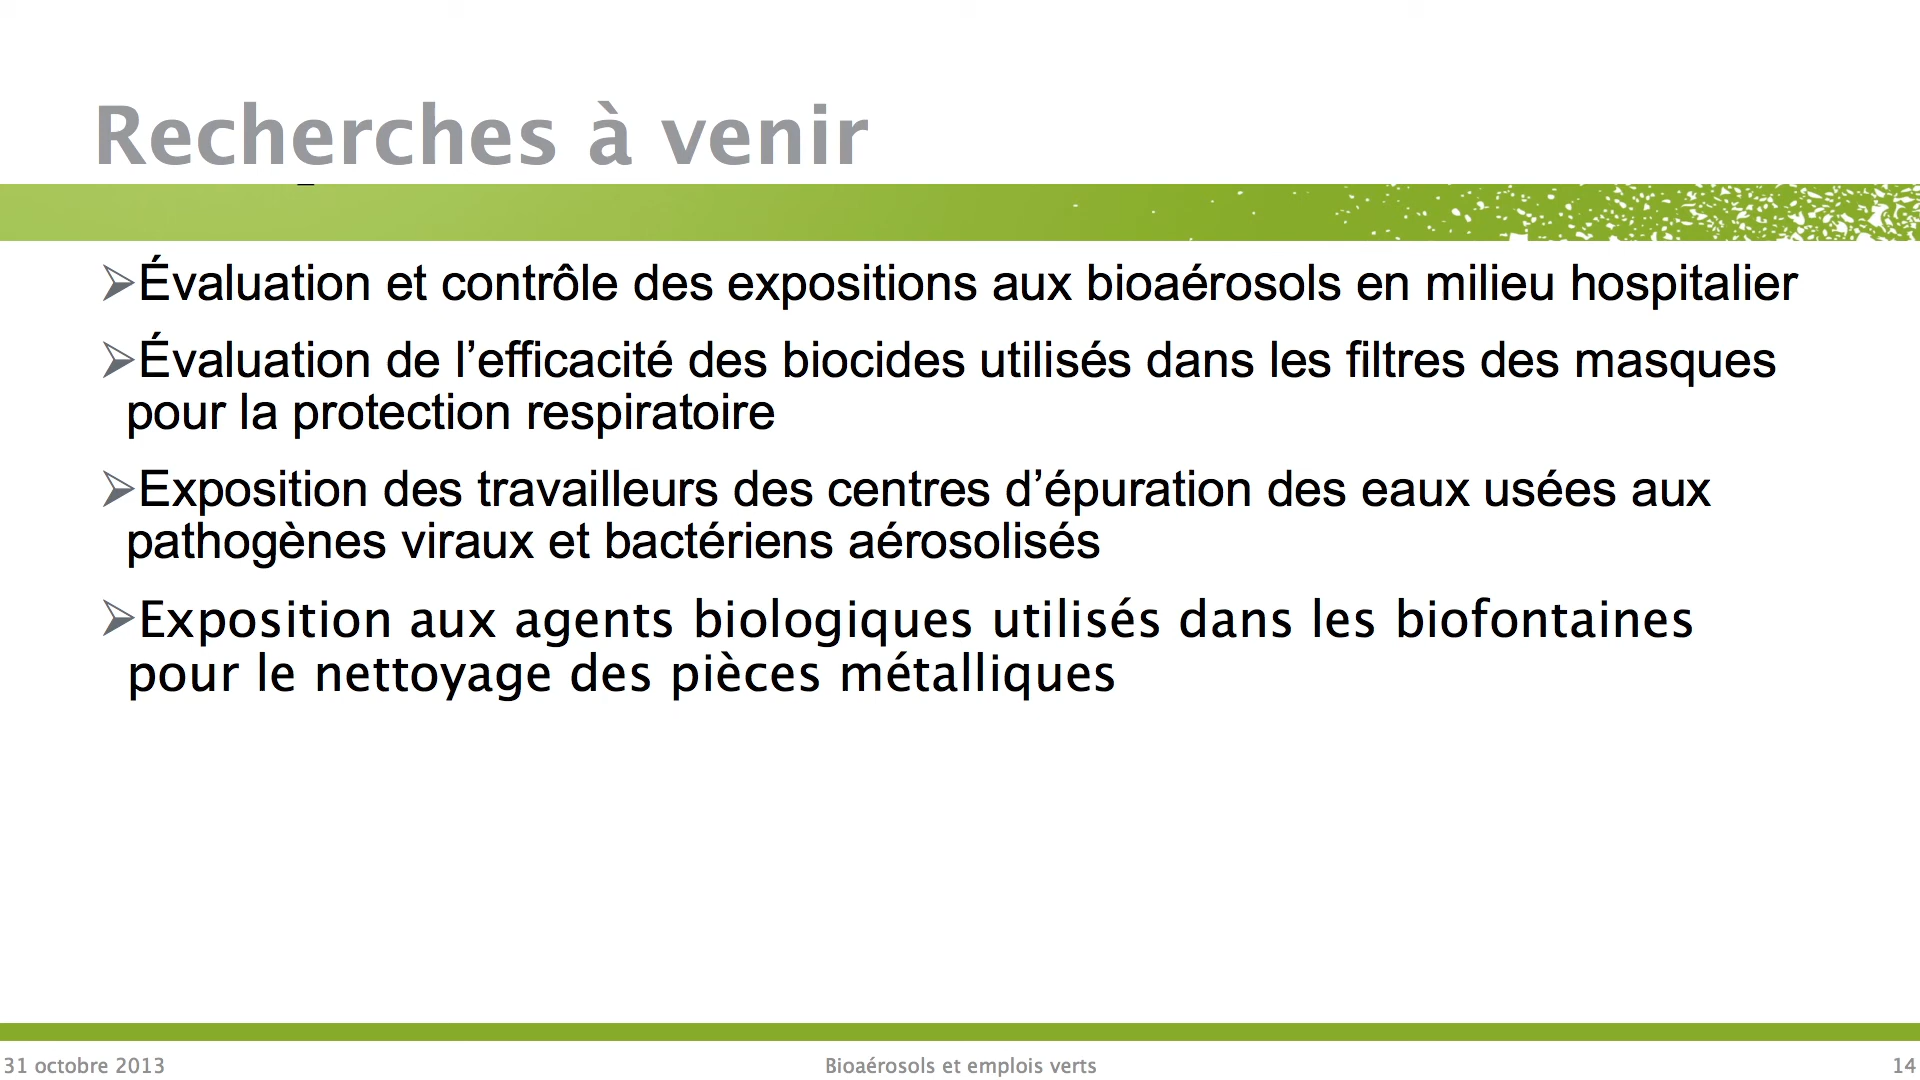 Recherches à venir
➢Évaluation et contrôle des expositions aux bioaérosols en milieu hospitalier
➢Évaluation de l’efficacité des biocides utilisés dans les filtres des masques
pour la protection respiratoire
➢Exposition des travailleurs des centres d’épuration des eaux usées aux
pathogènes viraux et bactériens aérosolisés
➢Exposition aux agents biologiques utilisés dans les biofontaines
pour le nettoyage des pièces métalliques
31 octobre 2013
Bioaérosols et emplois verts
14